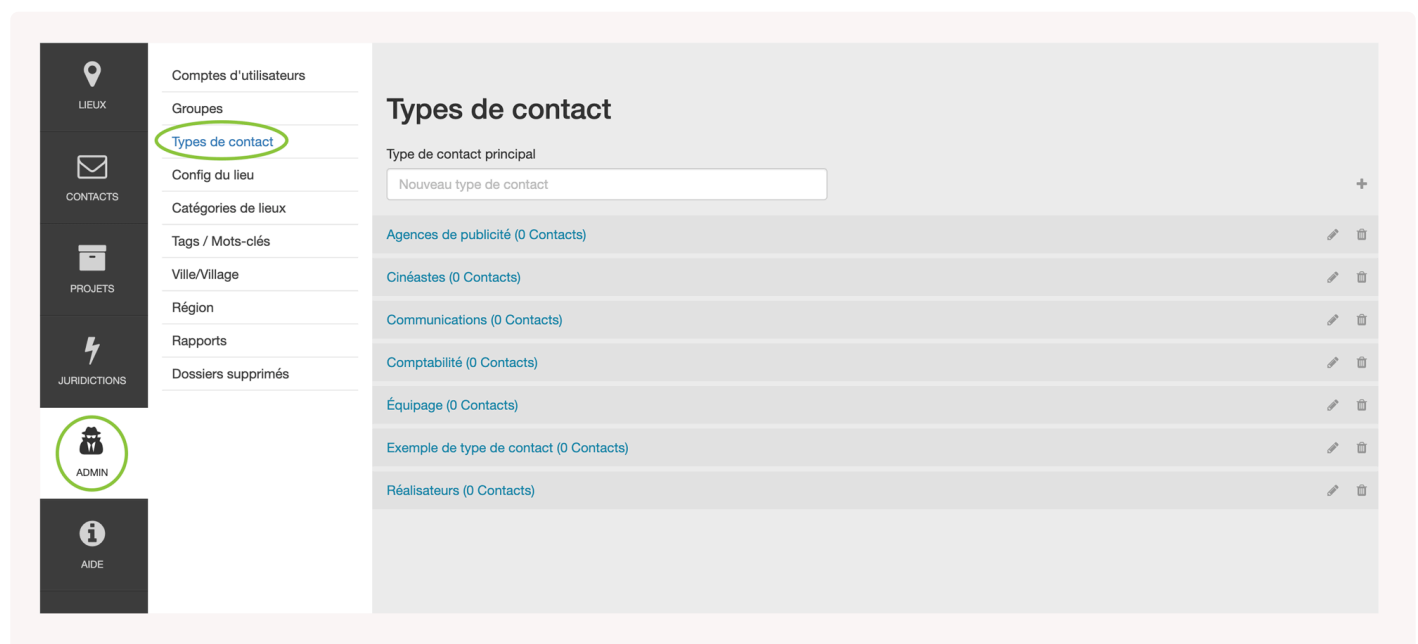 LIEUX
CONTACTS
PROJETS
JURIDICTIONS
ADMIN
AIDE
Comptes d'utilisateurs
Groupes
Types de contact
Config du lieu
Catégories de lieux
Tags / Mots-clés
Ville/Village
Région
Rapports
Dossiers supprimés
Types de contact
Type de contact principal
Nouveau type de contact
Agences de publicité (0 Contacts)
Cinéastes (0 Contacts)
Communications (0 Contacts)
Comptabilité (0 Contacts)
Équipage (0 Contacts)
Exemple de type de contact (0 Contacts)
Réalisateurs (0 Contacts)